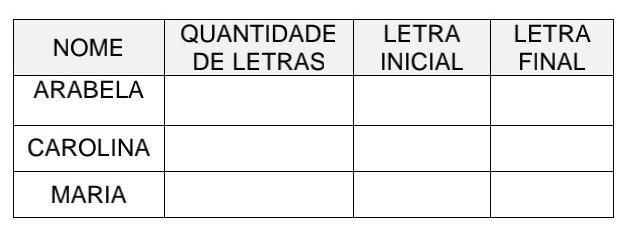 NOME
QUANTIDADE
DE LETRAS
LETRA
INICIAL
LETRA
FINAL
ARABELA
CAROLINA
MARIA